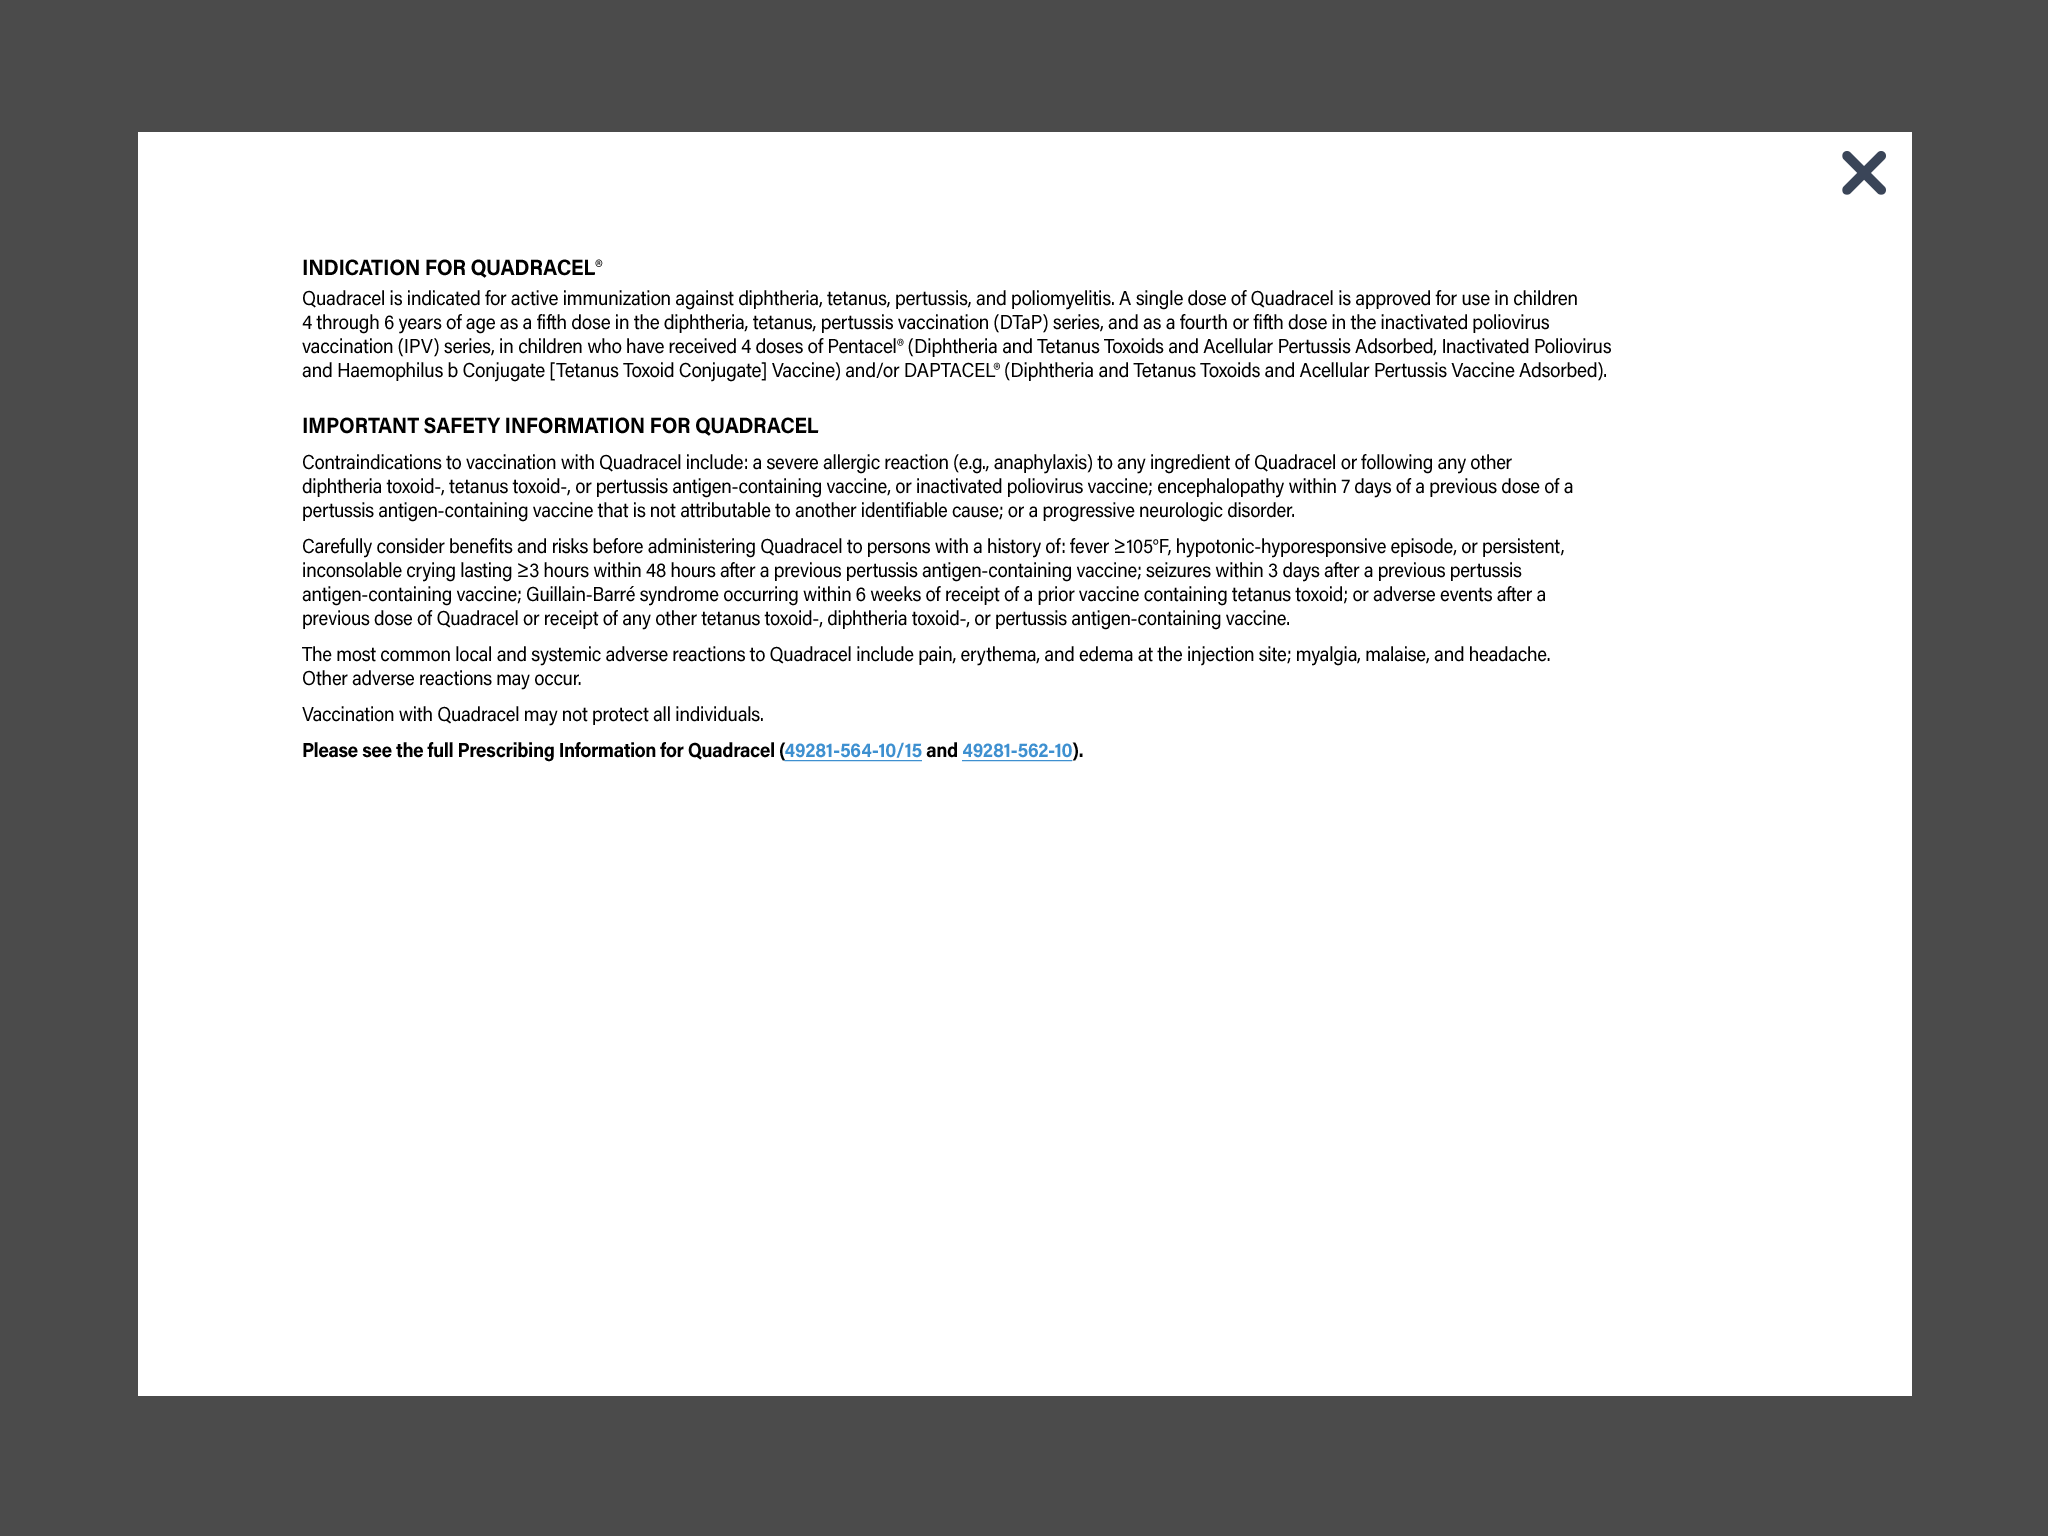 INDICATION FOR QUADRACEL®
Quadracel is indicated for active immunization against diphtheria, tetanus, pertussis, and poliomyelitis. A single dose of Quadracel is approved for use in children
4 through 6 years of age as a fifth dose in the diphtheria, tetanus, pertussis vaccination (DTaP) series, and as a fourth or fifth dose in the inactivated poliovirus
vaccination (IPV) series, in children who have received 4 doses of Pentacel® (Diphtheria and Tetanus Toxoids and Acellular Pertussis Adsorbed, Inactivated Poliovirus
and Haemophilus b Conjugate [Tetanus Toxoid Conjugate] Vaccine) and/or DAPTACEL® (Diphtheria and Tetanus Toxoids and Acellular Pertussis Vaccine Adsorbed).
IMPORTANT SAFETY INFORMATION FOR QUADRACEL
Contraindications to vaccination with Quadracel include: a severe allergic reaction (e.g., anaphylaxis) to any ingredient of Quadracel or following any other
diphtheria toxoid-, tetanus toxoid-, or pertussis antigen-containing vaccine, or inactivated poliovirus vaccine; encephalopathy within 7 days of a previous dose of a
pertussis antigen-containing vaccine that is not attributable to another identifiable cause; or a progressive neurologic disorder.
Carefully consider benefits and risks before administering Quadracel to persons with a history of: fever ≥105°F, hypotonic-hyporesponsive episode, or persistent,
inconsolable crying lasting ≥3 hours within 48 hours after a previous pertussis antigen-containing vaccine; seizures within 3 days after a previous pertussis
antigen-containing vaccine; Guillain-Barré syndrome occurring within 6 weeks of receipt of a prior vaccine containing tetanus toxoid; or adverse events after a
previous dose of Quadracel or receipt of any other tetanus toxoid-, diphtheria toxoid-, or pertussis antigen-containing vaccine.
The most common local and systemic adverse reactions to Quadracel include pain, erythema, and edema at the injection site; myalgia, malaise, and headache.
Other adverse reactions may occur.
Vaccination with Quadracel may not protect all individuals.
Please see the full Prescribing Information for Quadracel (49281-564-10/15 and 49281-562-10).